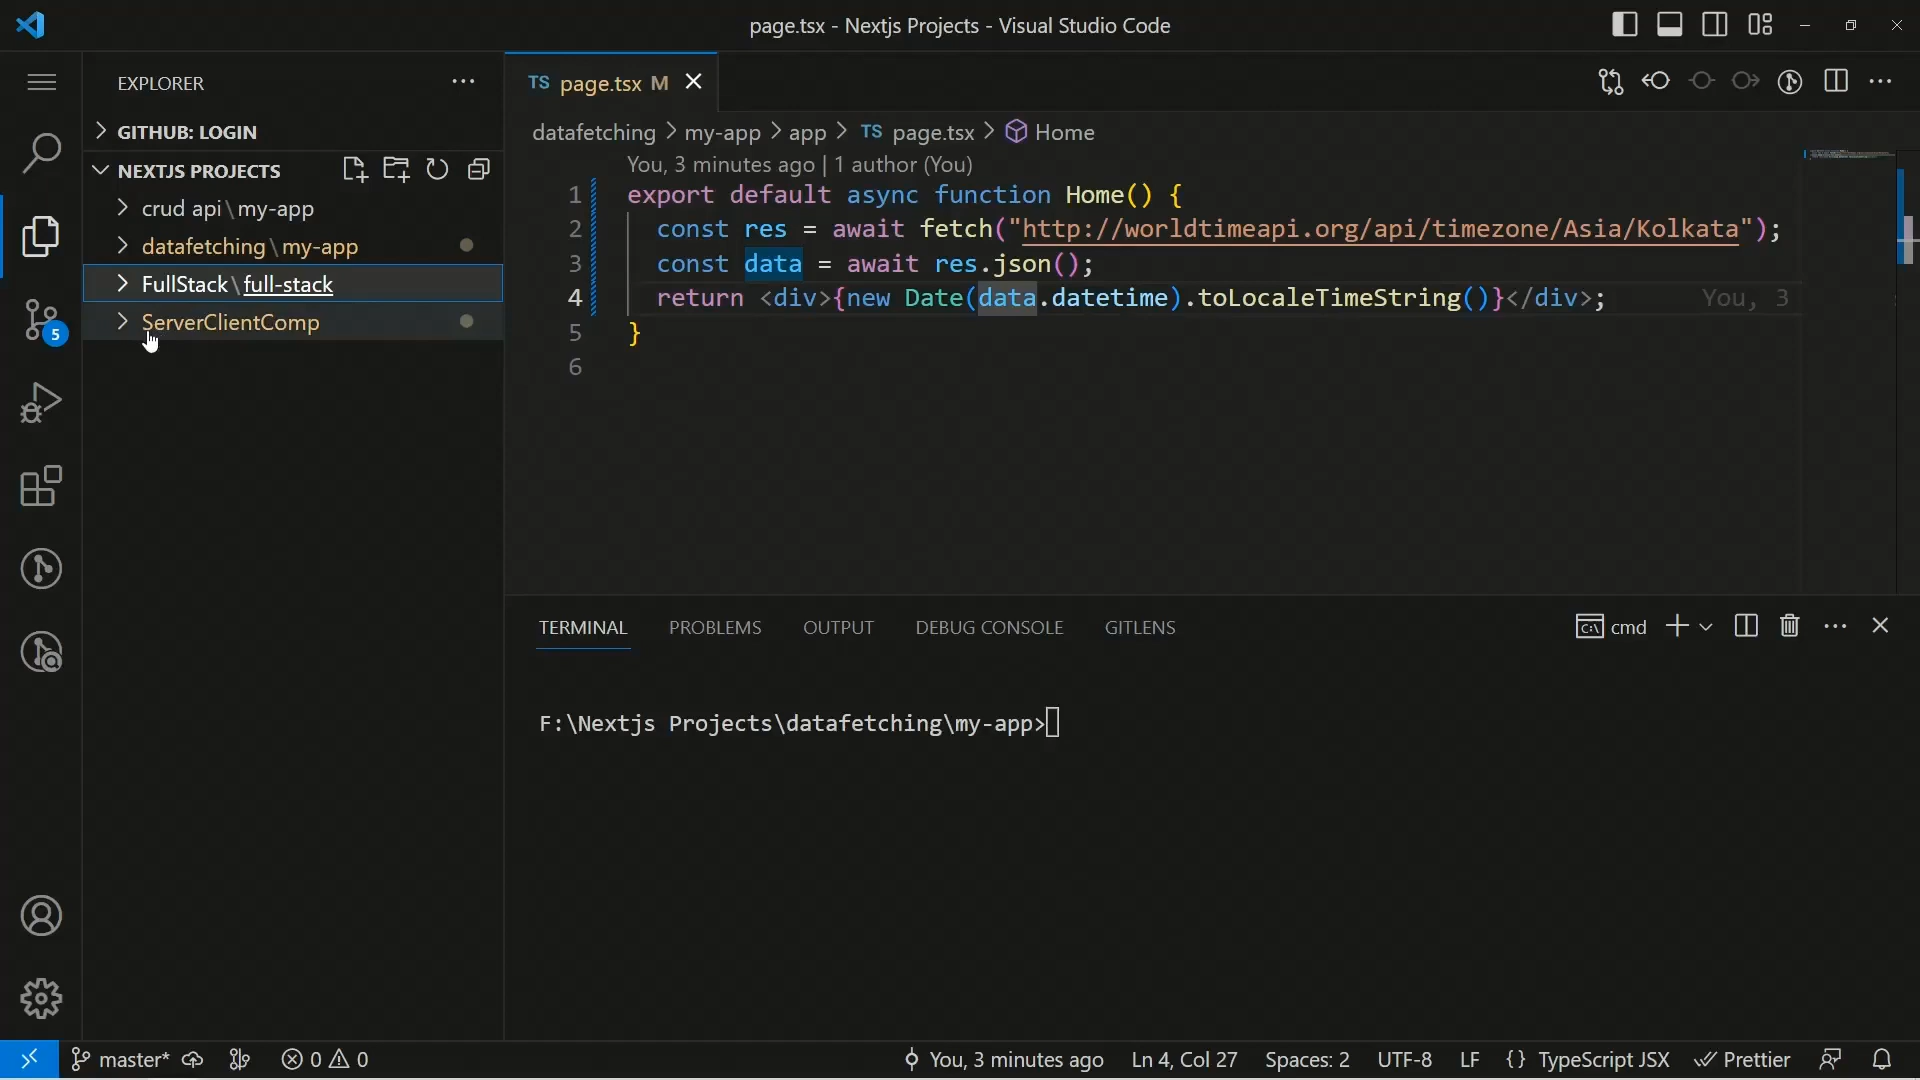 page.tsx - Nextjs Projects - Visual Studio Code
EXPLORER
GITHUB: LOGIN
NEXTJS PROJECTS
crud api\my-app
datafetching\my-app
FullStack\full-stack
ServerClientComp
5
TS page.tsx M
datafetching > my-app > app > TS page.tsx > Home
You, 3 minutes ago | 1 author (You)
1 export default async function Home() {
2 const res = await fetch("http://worldtimeapi.org/api/timezone/Asia/Kolkata");
3 const data = await res.json();
4 return <div>{new Date(data.datetime).toLocaleTimeString()}</div>; You, 3
5 }
6
TERMINAL PROBLEMS OUTPUT DEBUG CONSOLE GITLENS
cmd
F:\Nextjs Projects\datafetching\my-app>
master* 0 0 You, 3 minutes ago Ln 4, Col 27 Spaces: 2 UTF-8 LF {} TypeScript JSX Prettier